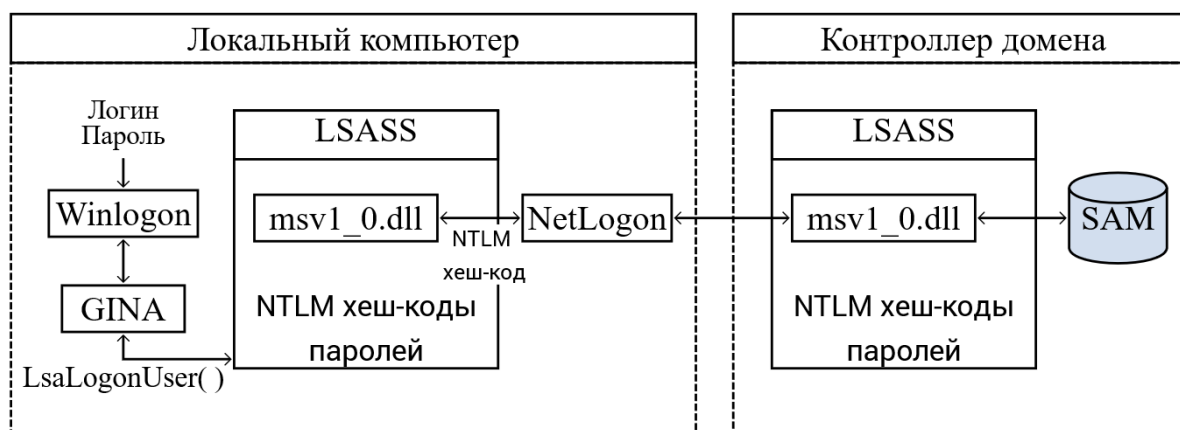 Локальный компьютер
Контроллер домена
Логин
Пароль
Winlogon
GINA
LsaLogonUser( )
LSASS
msv1_0.dll
NTLM
хеш-код
NTLM хеш-коды
паролей
NetLogon
LSASS
msv1_0.dll
NTLM хеш-коды
паролей
SAM